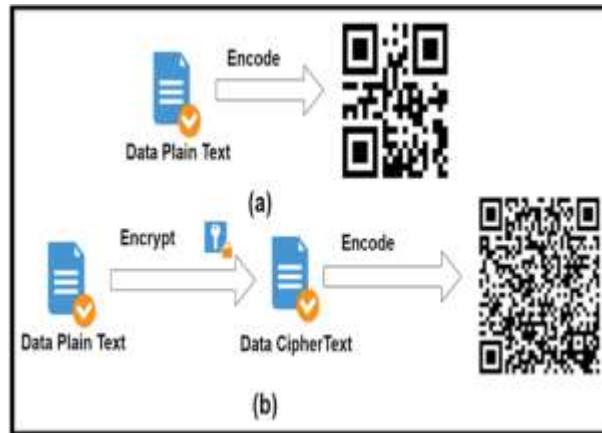 Encode
Data Plain Text
(a)
Encrypt
Encode
Data Plain Text
Data CipherText
(b)